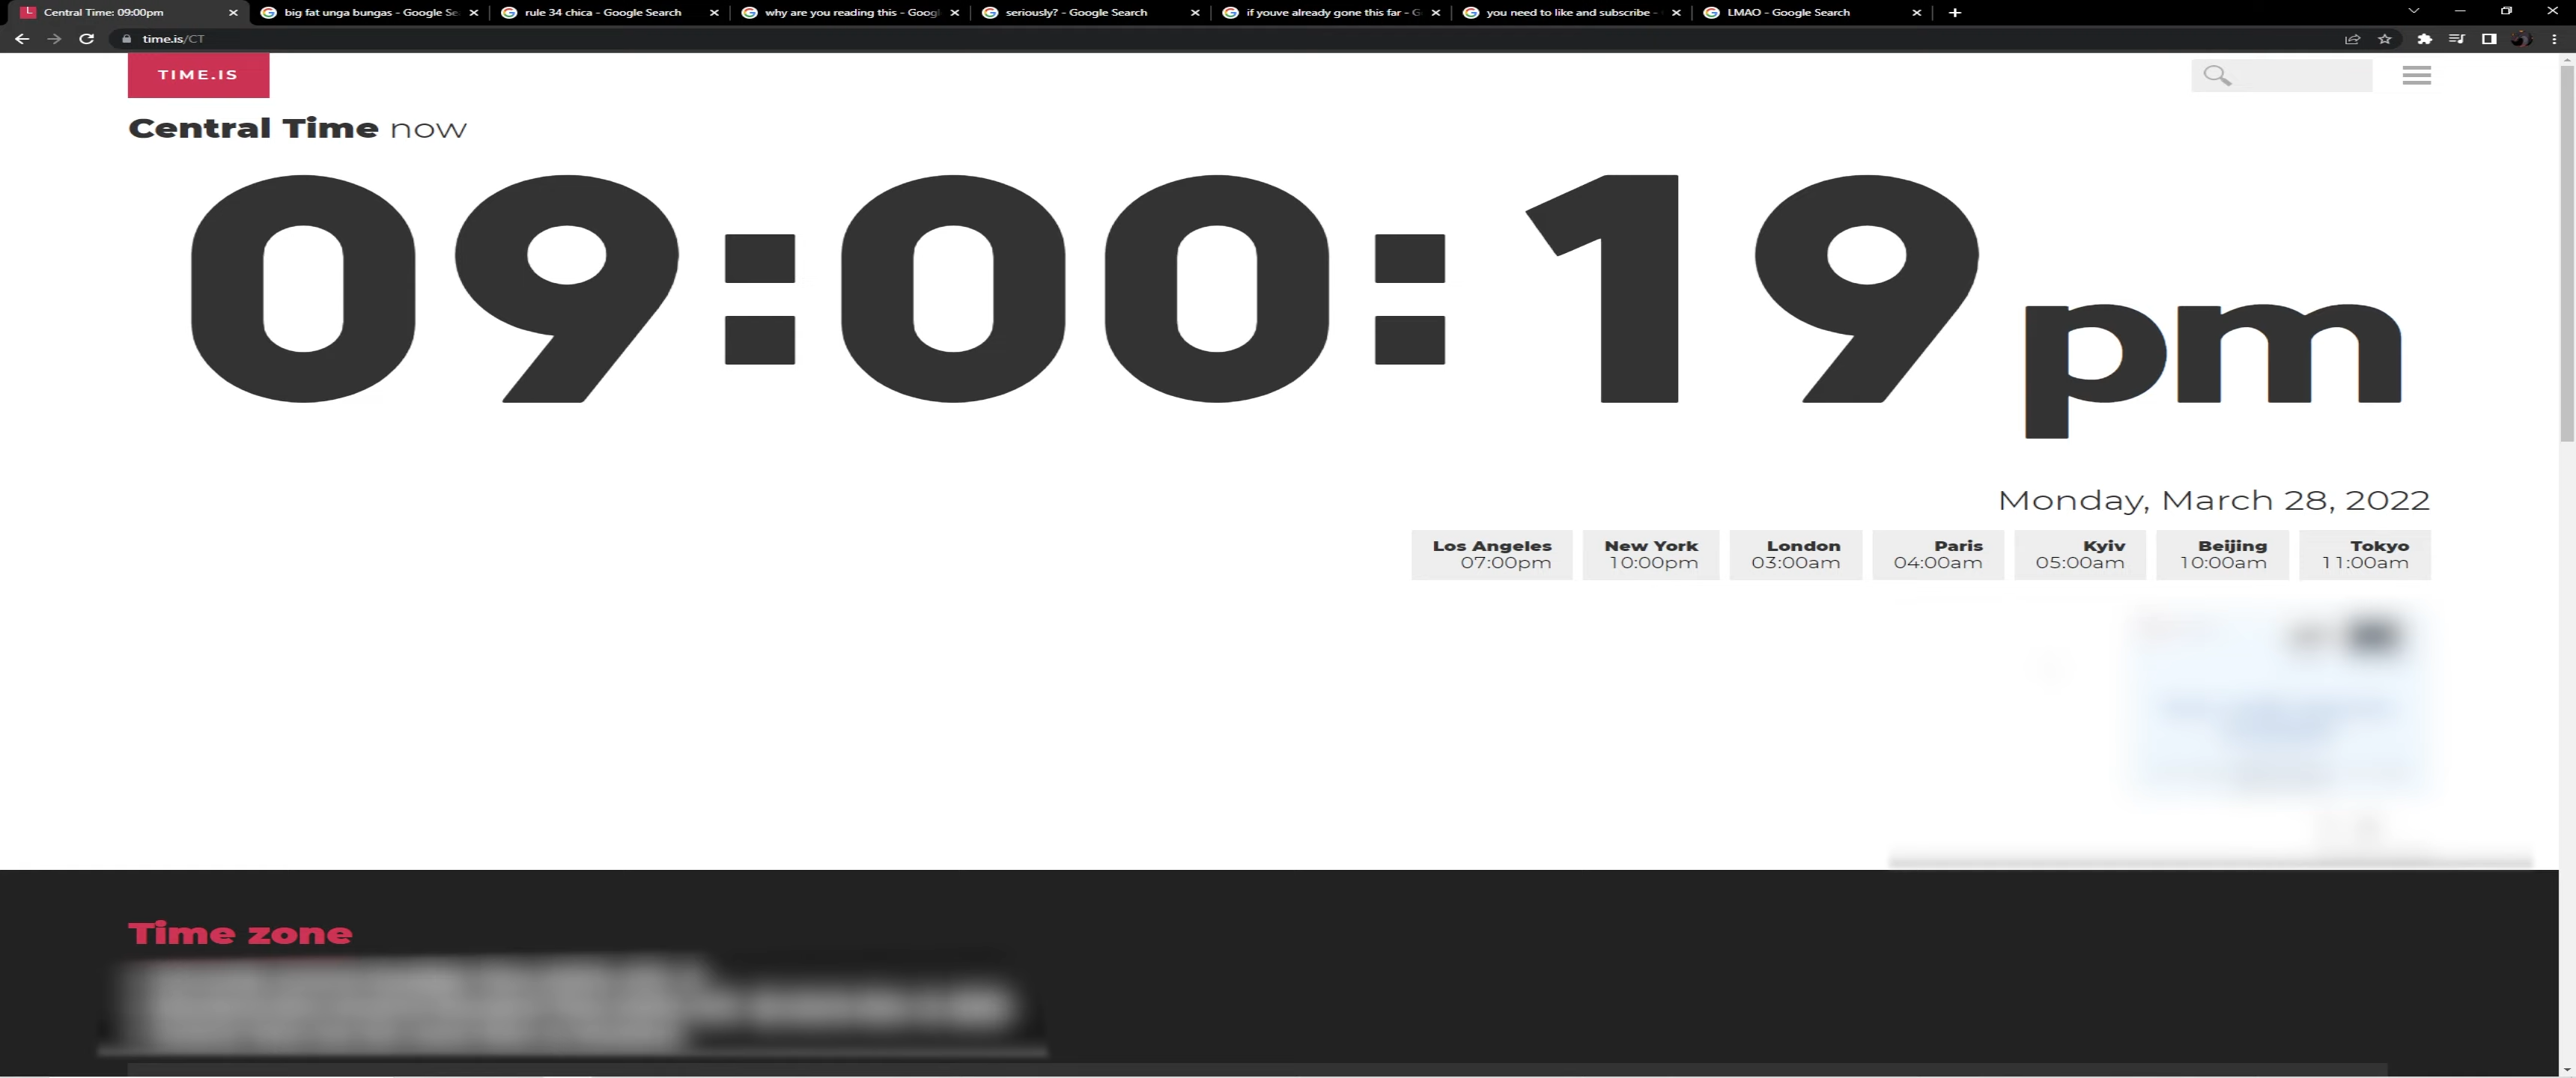 Central Time: 09:00pm
big fat unga bungas - Google Se
rule 34 chica - Google Search
why are you reading this - Googl
seriously? - Google Search
if youve already gone this far - G
you need to like and subscribe -
LMAO - Google Search
time.is/CT
TIME.IS
Central Time now
09:00:19pm
Monday, March 28, 2022
Los Angeles New York London Paris Kyiv Beijing Tokyo
07:00pm 10:00pm 03:00am 04:00am 05:00am 10:00am 11:00am
Time zone